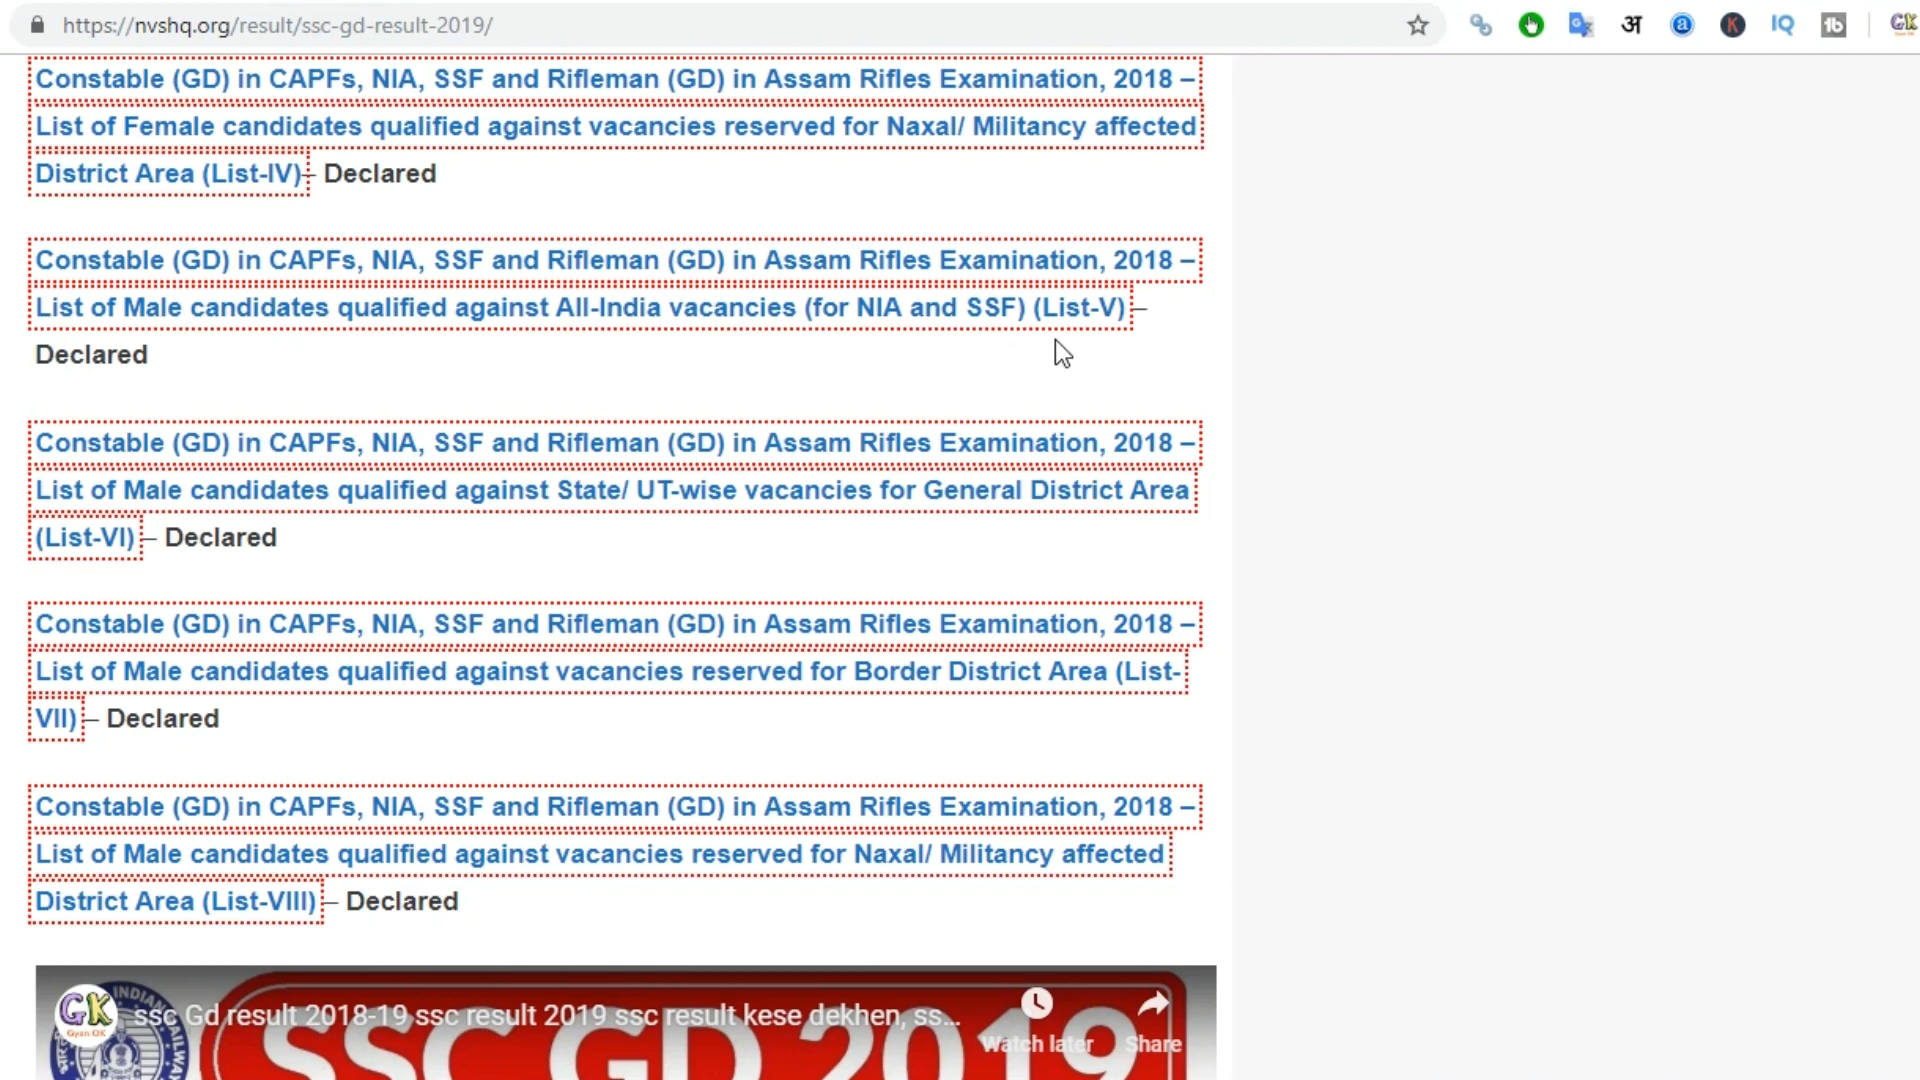 https://nvshq.org/result/ssc-gd-result-2019/
अ
a
K
IQ
GK
Constable (GD) in CAPFs, NIA, SSF and Rifleman (GD) in Assam Rifles Examination, 2018 –
List of Female candidates qualified against vacancies reserved for Naxal/ Militancy affected
District Area (List-IV)– Declared
Constable (GD) in CAPFs, NIA, SSF and Rifleman (GD) in Assam Rifles Examination, 2018 –
List of Male candidates qualified against All-India vacancies (for NIA and SSF) (List-V) –
Declared
Constable (GD) in CAPFs, NIA, SSF and Rifleman (GD) in Assam Rifles Examination, 2018 –
List of Male candidates qualified against State/ UT-wise vacancies for General District Area
(List-VI) – Declared
Constable (GD) in CAPFs, NIA, SSF and Rifleman (GD) in Assam Rifles Examination, 2018 –
List of Male candidates qualified against vacancies reserved for Border District Area (List-
VII) – Declared
Constable (GD) in CAPFs, NIA, SSF and Rifleman (GD) in Assam Rifles Examination, 2018 –
List of Male candidates qualified against vacancies reserved for Naxal/ Militancy affected
District Area (List-VIII) – Declared
GK
Gyan OK
ssc Gd result 2018-19 ssc result 2019 ssc result kese dekhen, ss...
Watch later
Share
SSC GD 2019
INDIAN